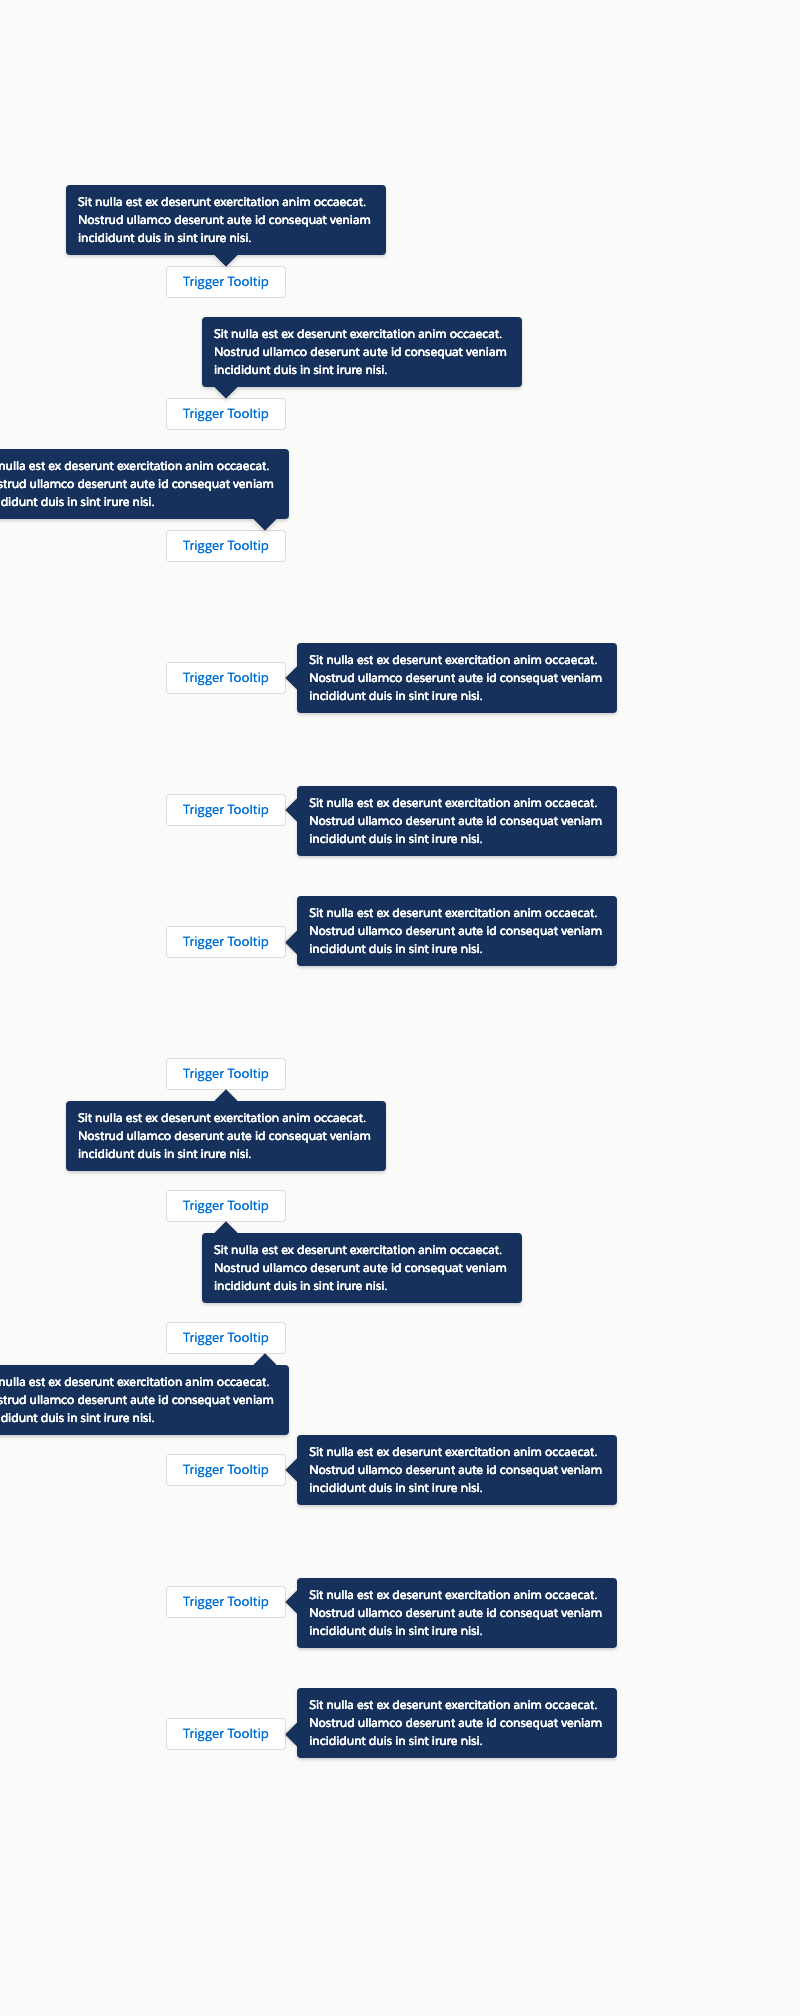 Sit nulla est ex deserunt exercitation anim occaecat.
Nostrud ullamco deserunt aute id consequat veniam
incididunt duis in sint irure nisi.
Trigger Tooltip
Sit nulla est ex deserunt exercitation anim occaecat.
Nostrud ullamco deserunt aute id consequat veniam
incididunt duis in sint irure nisi.
Trigger Tooltip
nulla est ex deserunt exercitation anim occaecat.
strud ullamco deserunt aute id consequat veniam
didunt duis in sint irure nisi.
Trigger Tooltip
Sit nulla est ex deserunt exercitation anim occaecat.
Trigger Tooltip
Nostrud ullamco deserunt aute id consequat veniam
incididunt duis in sint irure nisi.
Sit nulla est ex deserunt exercitation anim occaecat.
Trigger Tooltip
Nostrud ullamco deserunt aute id consequat veniam
incididunt duis in sint irure nisi.
Sit nulla est ex deserunt exercitation anim occaecat.
Nostrud ullamco deserunt aute id consequat veniam
Trigger Tooltip
incididunt duis in sint irure nisi.
Trigger Tooltip
Sit nulla est ex deserunt exercitation anim occaecat.
Nostrud ullamco deserunt aute id consequat veniam
incididunt duis in sint irure nisi.
Trigger Tooltip
Sit nulla est ex deserunt exercitation anim occaecat.
Nostrud ullamco deserunt aute id consequat veniam
incididunt duis in sint irure nisi.
Trigger Tooltip
nulla est ex deserunt exercitation anim occaecat.
strud ullamco deserunt aute id consequat veniam
didunt duis in sint irure nisi.
Sit nulla est ex deserunt exercitation anim occaecat.
Trigger Tooltip
Nostrud ullamco deserunt aute id consequat veniam
incididunt duis in sint irure nisi.
Sit nulla est ex deserunt exercitation anim occaecat.
Trigger Tooltip
Nostrud ullamco deserunt aute id consequat veniam
incididunt duis in sint irure nisi.
Sit nulla est ex deserunt exercitation anim occaecat.
Nostrud ullamco deserunt aute id consequat veniam
Trigger Tooltip
incididunt duis in sint irure nisi.